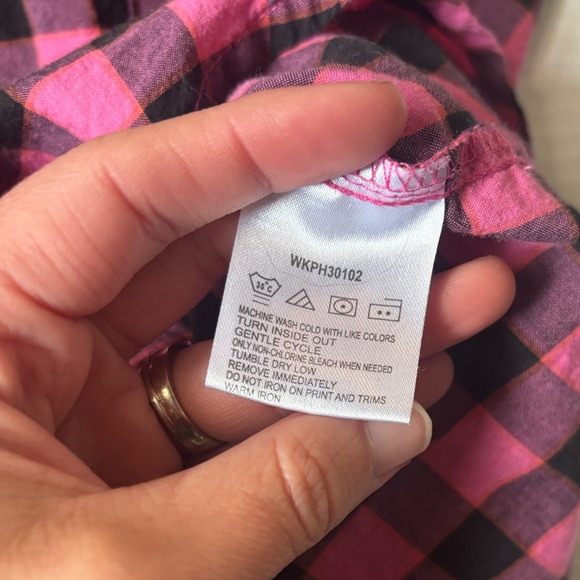 WKPH30102
30°C
MACHINE WASH COLD WITH LIKE COLORS
TURN INSIDE OUT
GENTLE CYCLE
ONLY NON-CHLORINE BLEACH WHEN NEEDED
TUMBLE DRY LOW
REMOVE IMMEDIATELY
DO NOT IRON ON PRINT AND TRIMS
WARM IRON